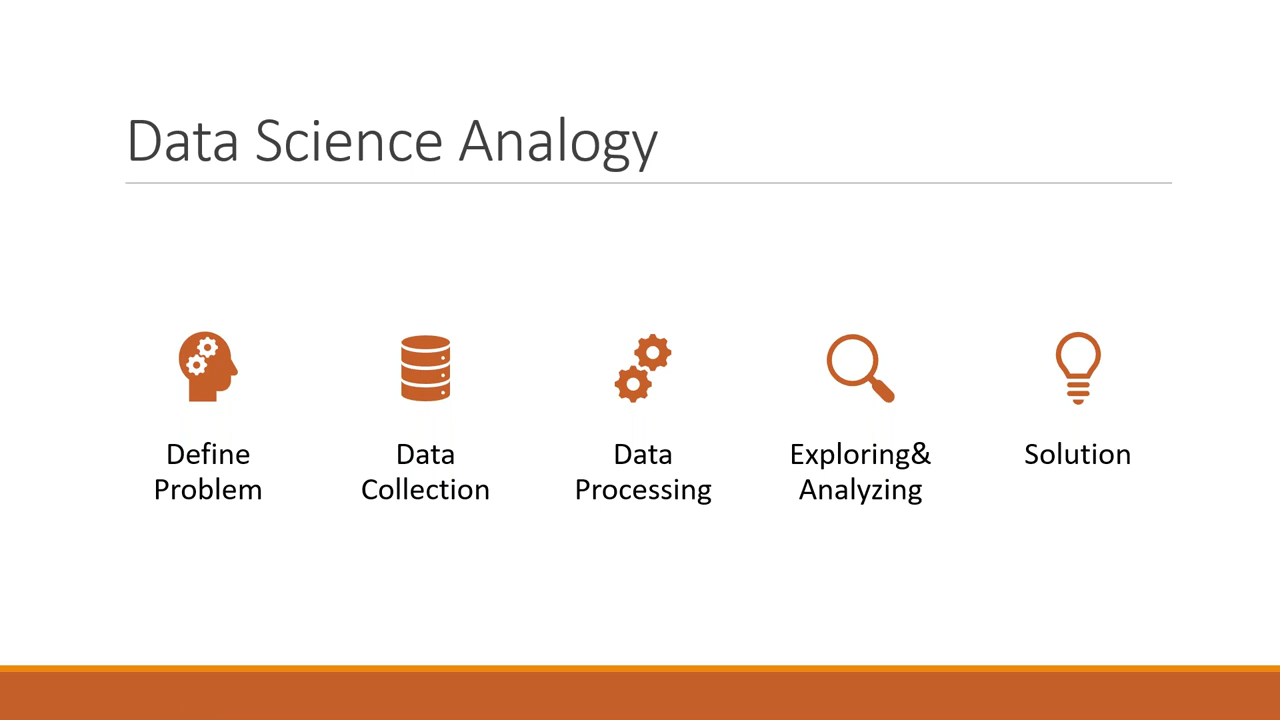 Data Science Analogy
Define
Problem
Data
Collection
Data
Processing
Exploring&
Analyzing
Solution